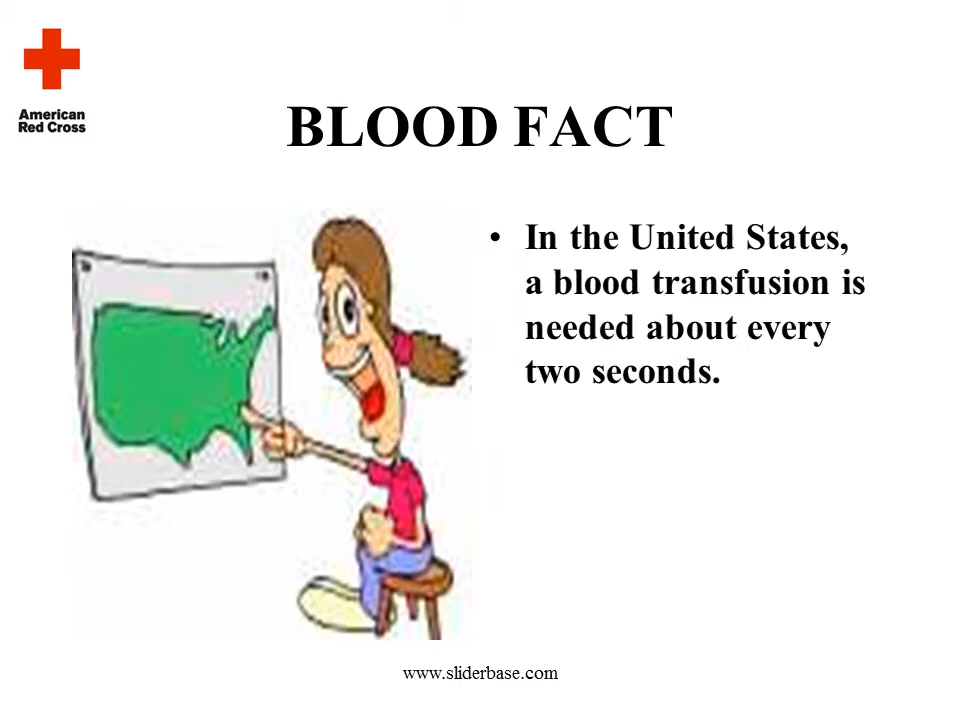 American
Red Cross
BLOOD FACT
• In the United States,
a blood transfusion is
needed about every
two seconds.
www.sliderbase.com